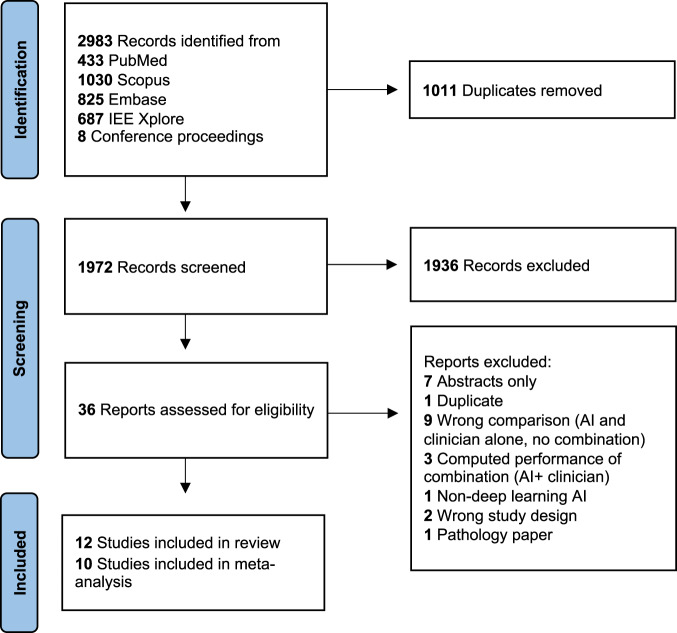 Identification
2983 Records identified from
433 PubMed
1030 Scopus
825 Embase
687 IEE Xplore
8 Conference proceedings
1011 Duplicates removed
Screening
1972 Records screened
1936 Records excluded
36 Reports assessed for eligibility
Reports excluded:
7 Abstracts only
1 Duplicate
9 Wrong comparison (AI and
clinician alone, no combination)
3 Computed performance of
combination (AI+ clinician)
1 Non-deep learning AI
2 Wrong study design
1 Pathology paper
Included
12 Studies included in review
10 Studies included in meta-
analysis